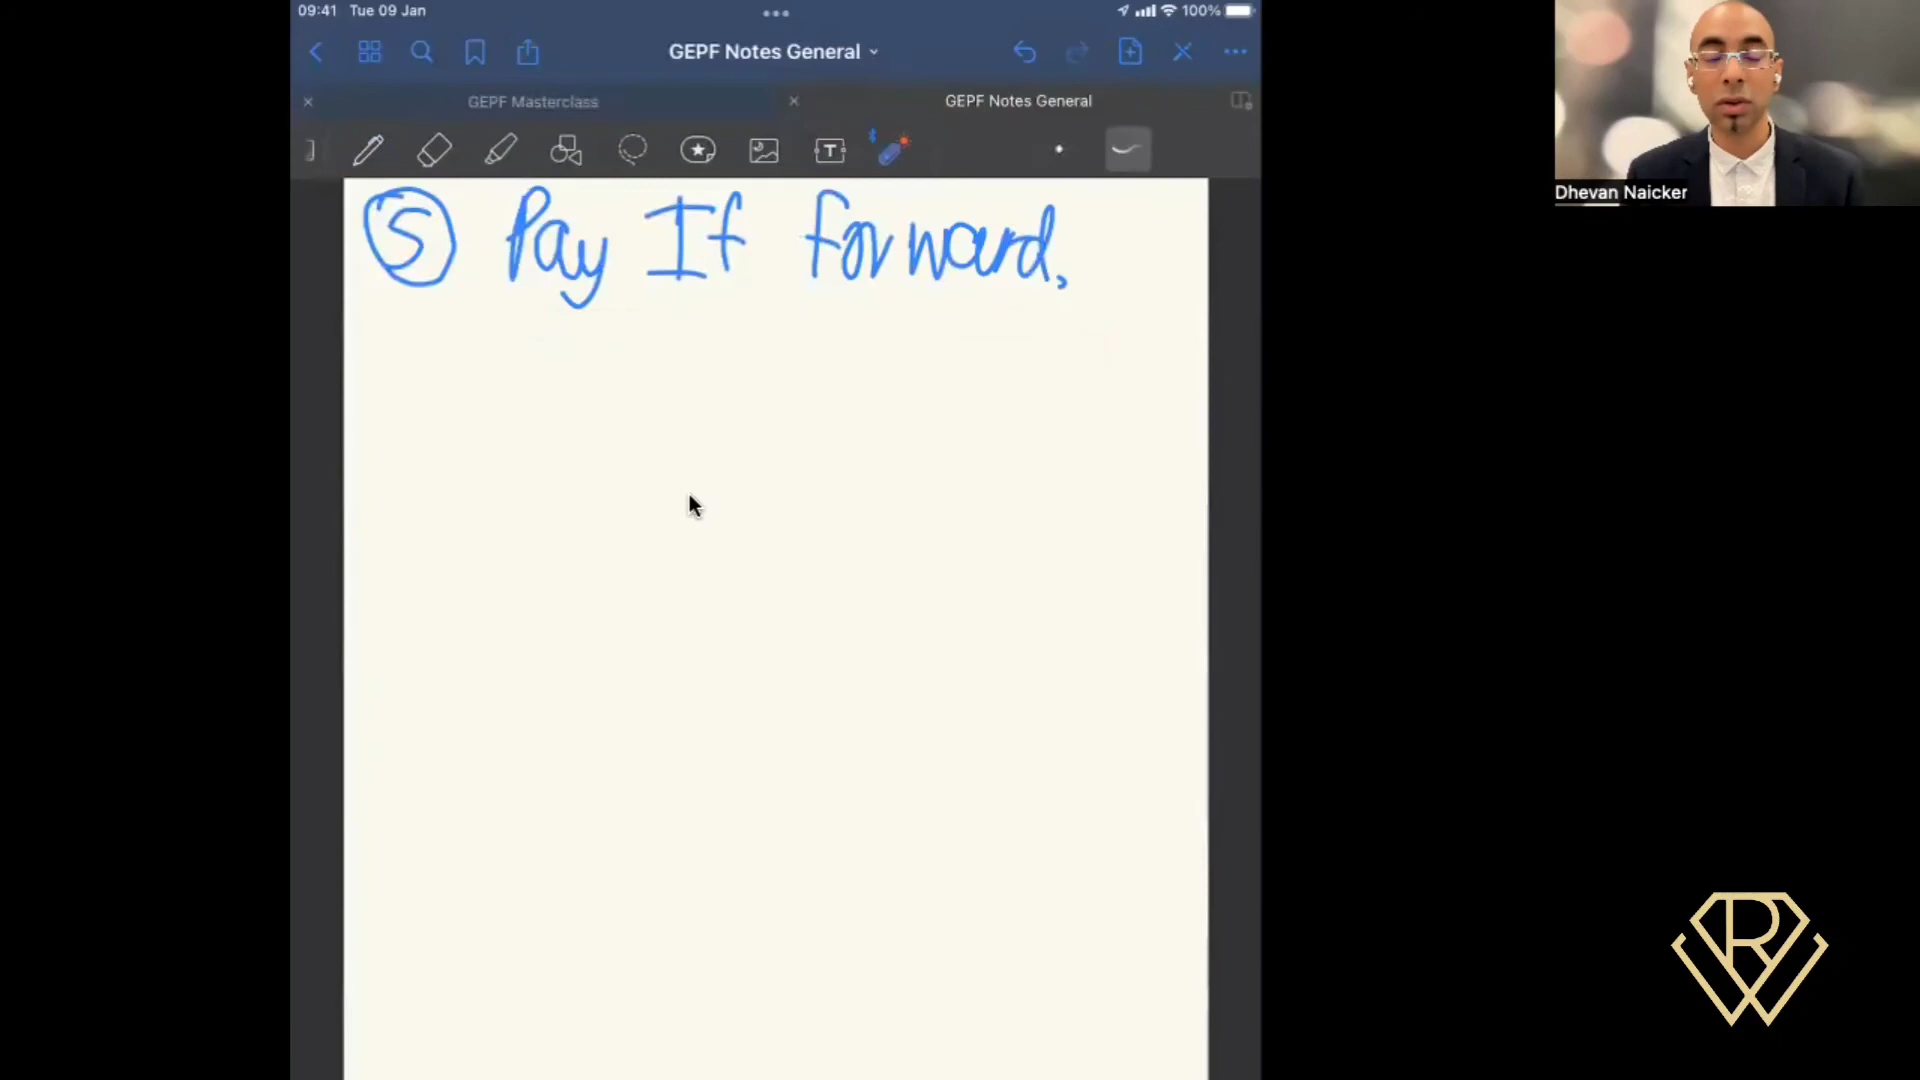 09:41 Tue 09 Jan 100%
GEPF Notes General
GEPF Masterclass GEPF Notes General
T
5 Pay It forward.
Dhevan Naicker
RW